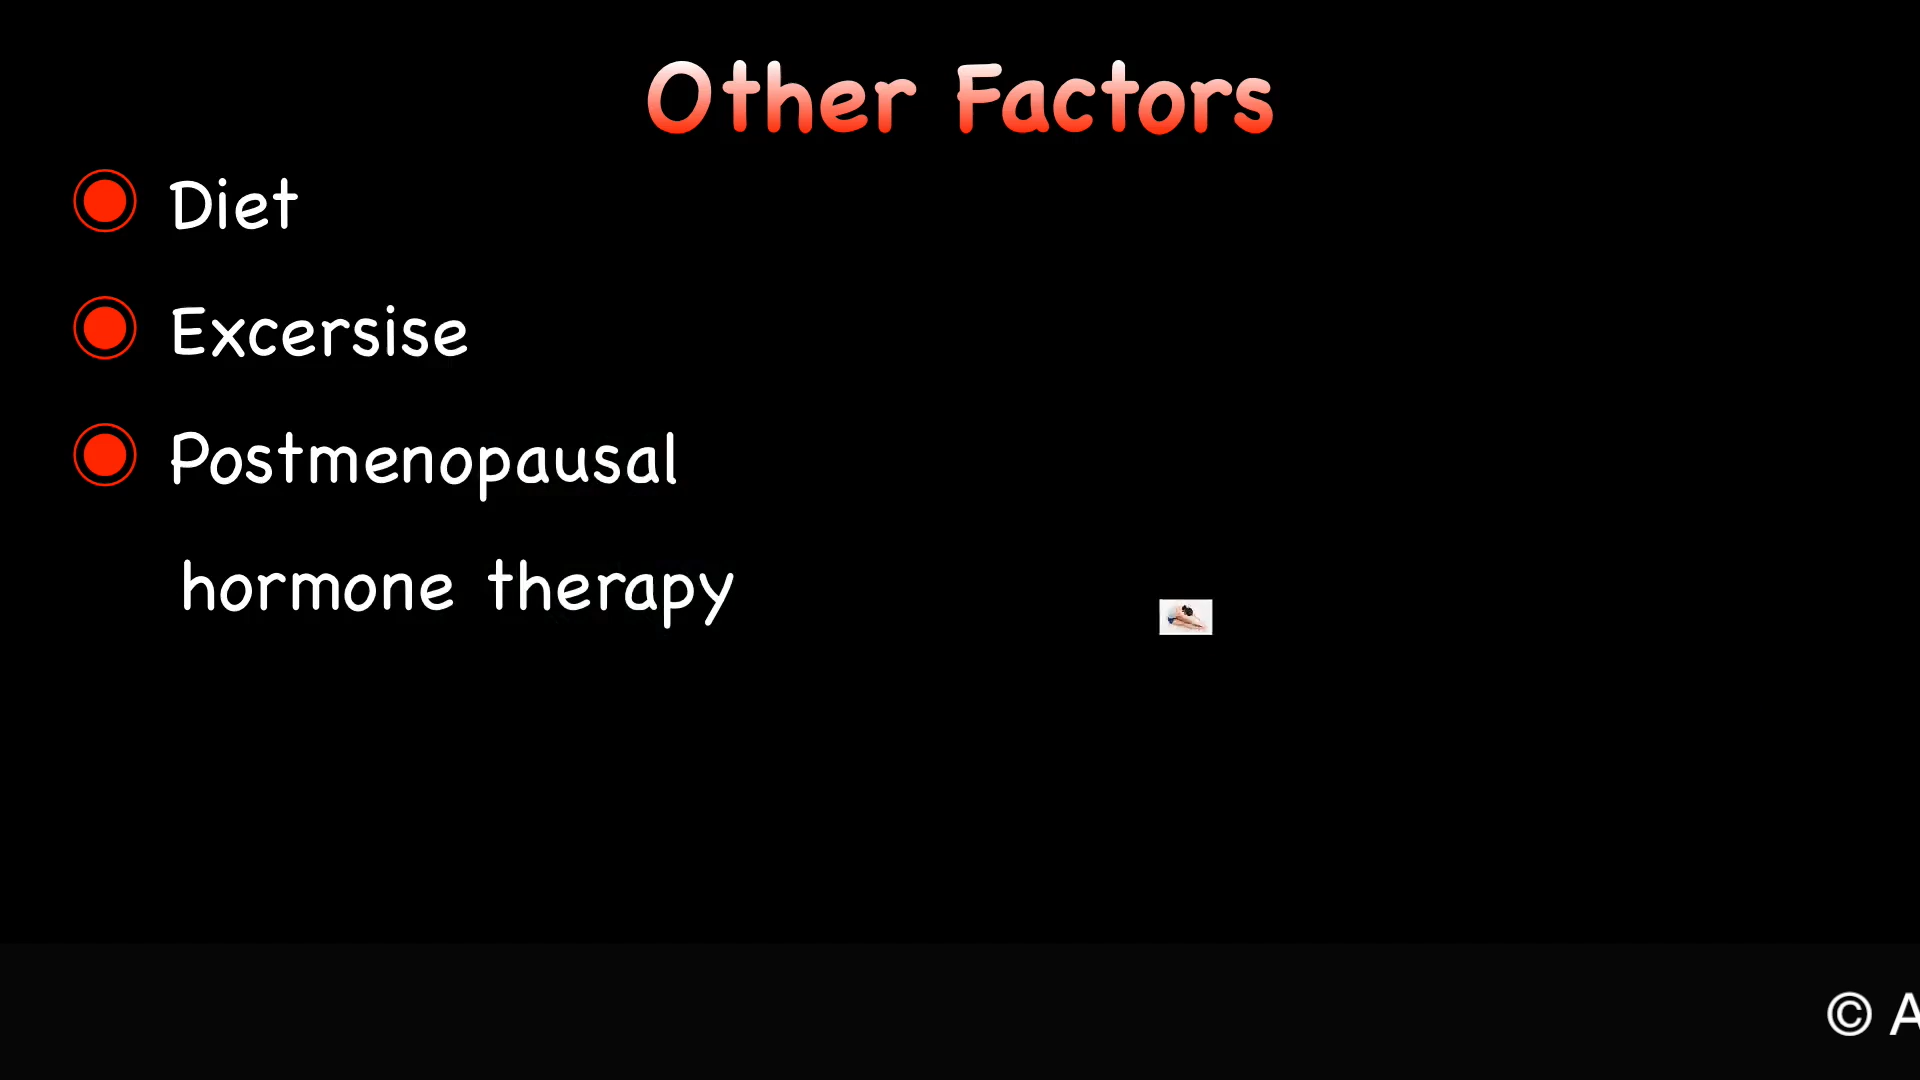 Other Factors
Diet
Excersise
Postmenopausal
hormone therapy
© A